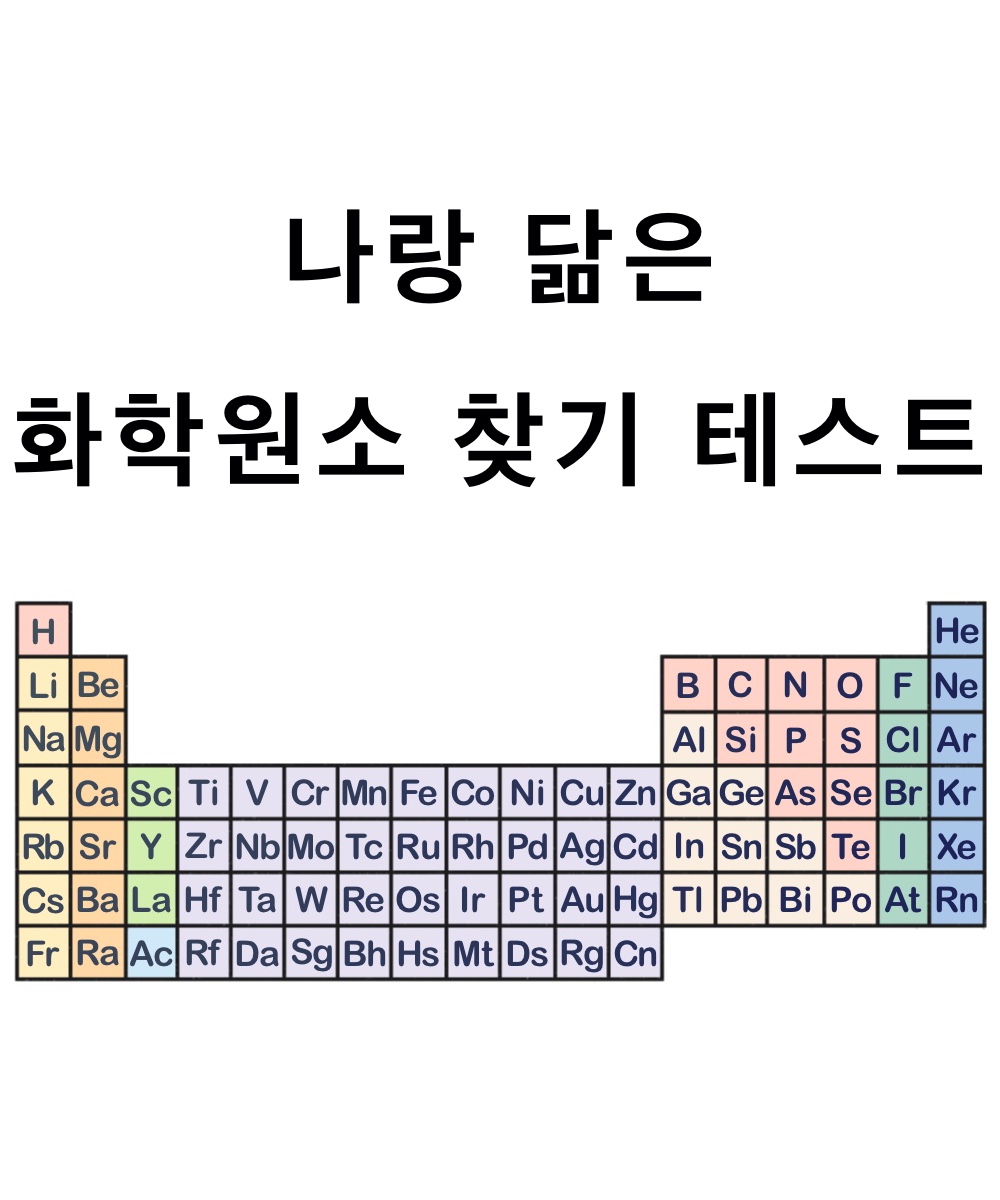 나랑 닮은
화학원소 찾기 테스트
H He
Li Be B C N O F Ne
Na Mg Al Si P S Cl Ar
K Ca Sc Ti V Cr Mn Fe Co Ni Cu Zn Ga Ge As Se Br Kr
Rb Sr Y Zr Nb Mo Tc Ru Rh Pd Ag Cd In Sn Sb Te I Xe
Cs Ba La Hf Ta W Re Os Ir Pt Au Hg Tl Pb Bi Po At Rn
Fr Ra Ac Rf Da Sg Bh Hs Mt Ds Rg Cn